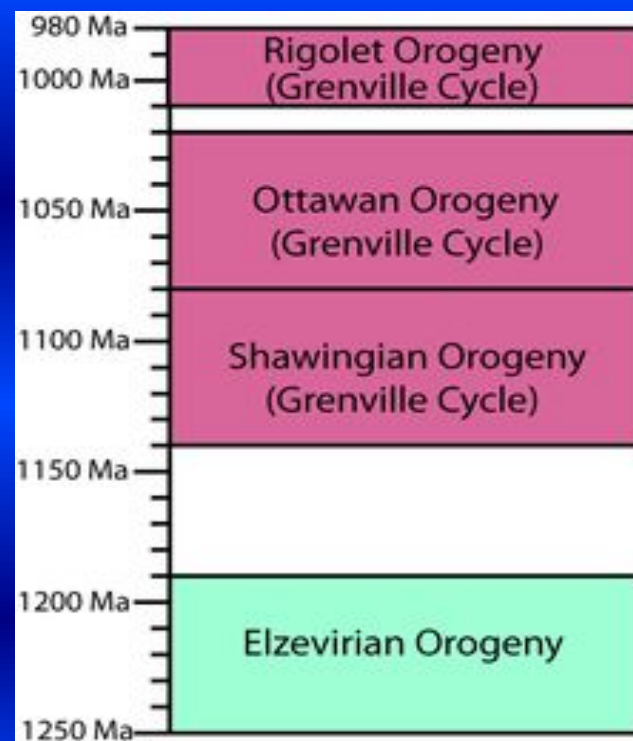 980 Ma
Rigolet Orogeny
1000 Ma
(Grenville Cycle)
1050 Ma
Ottawan Orogeny
(Grenville Cycle)
1100 Ma
Shawingian Orogeny
(Grenville Cycle)
1150 Ma
1200 Ma
Elzevirian Orogeny
1250 Ma